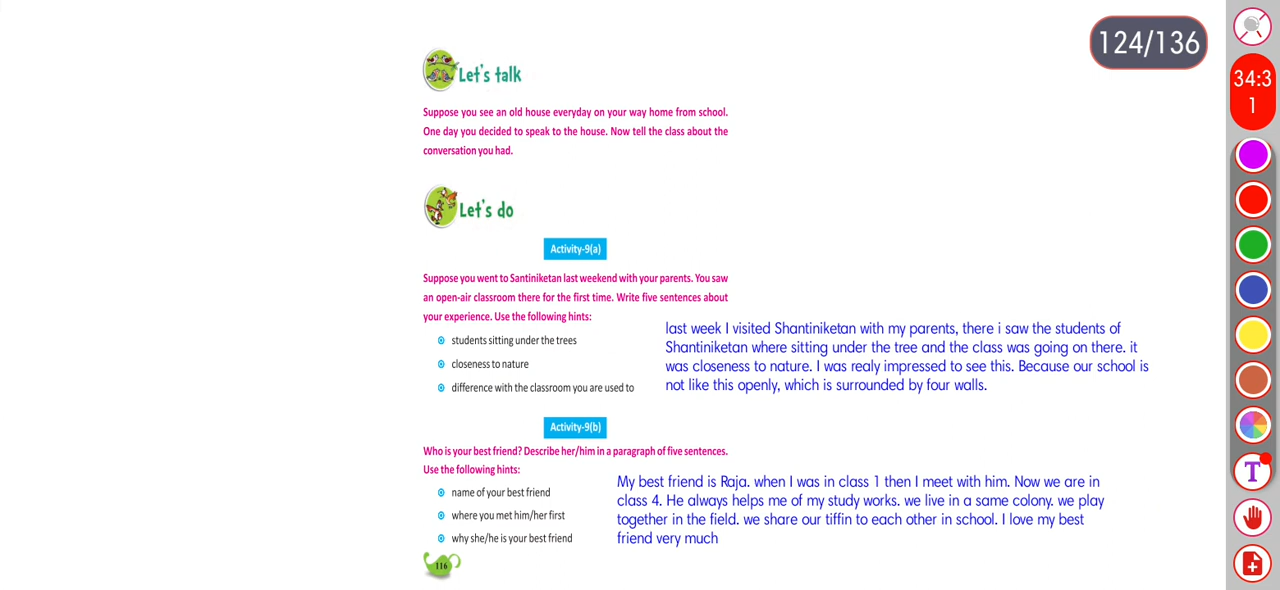 124/136
34:3
1
Let's talk
Suppose you see an old house everyday on your way home from school.
One day you decided to speak to the house. Now tell the class about the
conversation you had.
Let's do
Activity-9(a)
Suppose you went to Santiniketan last weekend with your parents. You saw
an open-air classroom there for the first time. Write five sentences about
your experience. Use the following hints:
students sitting under the trees
closeness to nature
difference with the classroom you are used to
last week I visited Shantiniketan with my parents, there i saw the students of
Shantiniketan where sitting under the tree and the class was going on there. it
was closeness to nature. I was realy impressed to see this. Because our school is
not like this openly, which is surrounded by four walls.
Activity-9(b)
Who is your best friend? Describe her/him in a paragraph of five sentences.
Use the following hints:
name of your best friend
where you met him/her first
why she/he is your best friend
My best friend is Raja. when I was in class 1 then I meet with him. Now we are in
class 4. He always helps me of my study works. we live in a same colony. we play
together in the field. we share our tiffin to each other in school. I love my best
friend very much
116
T